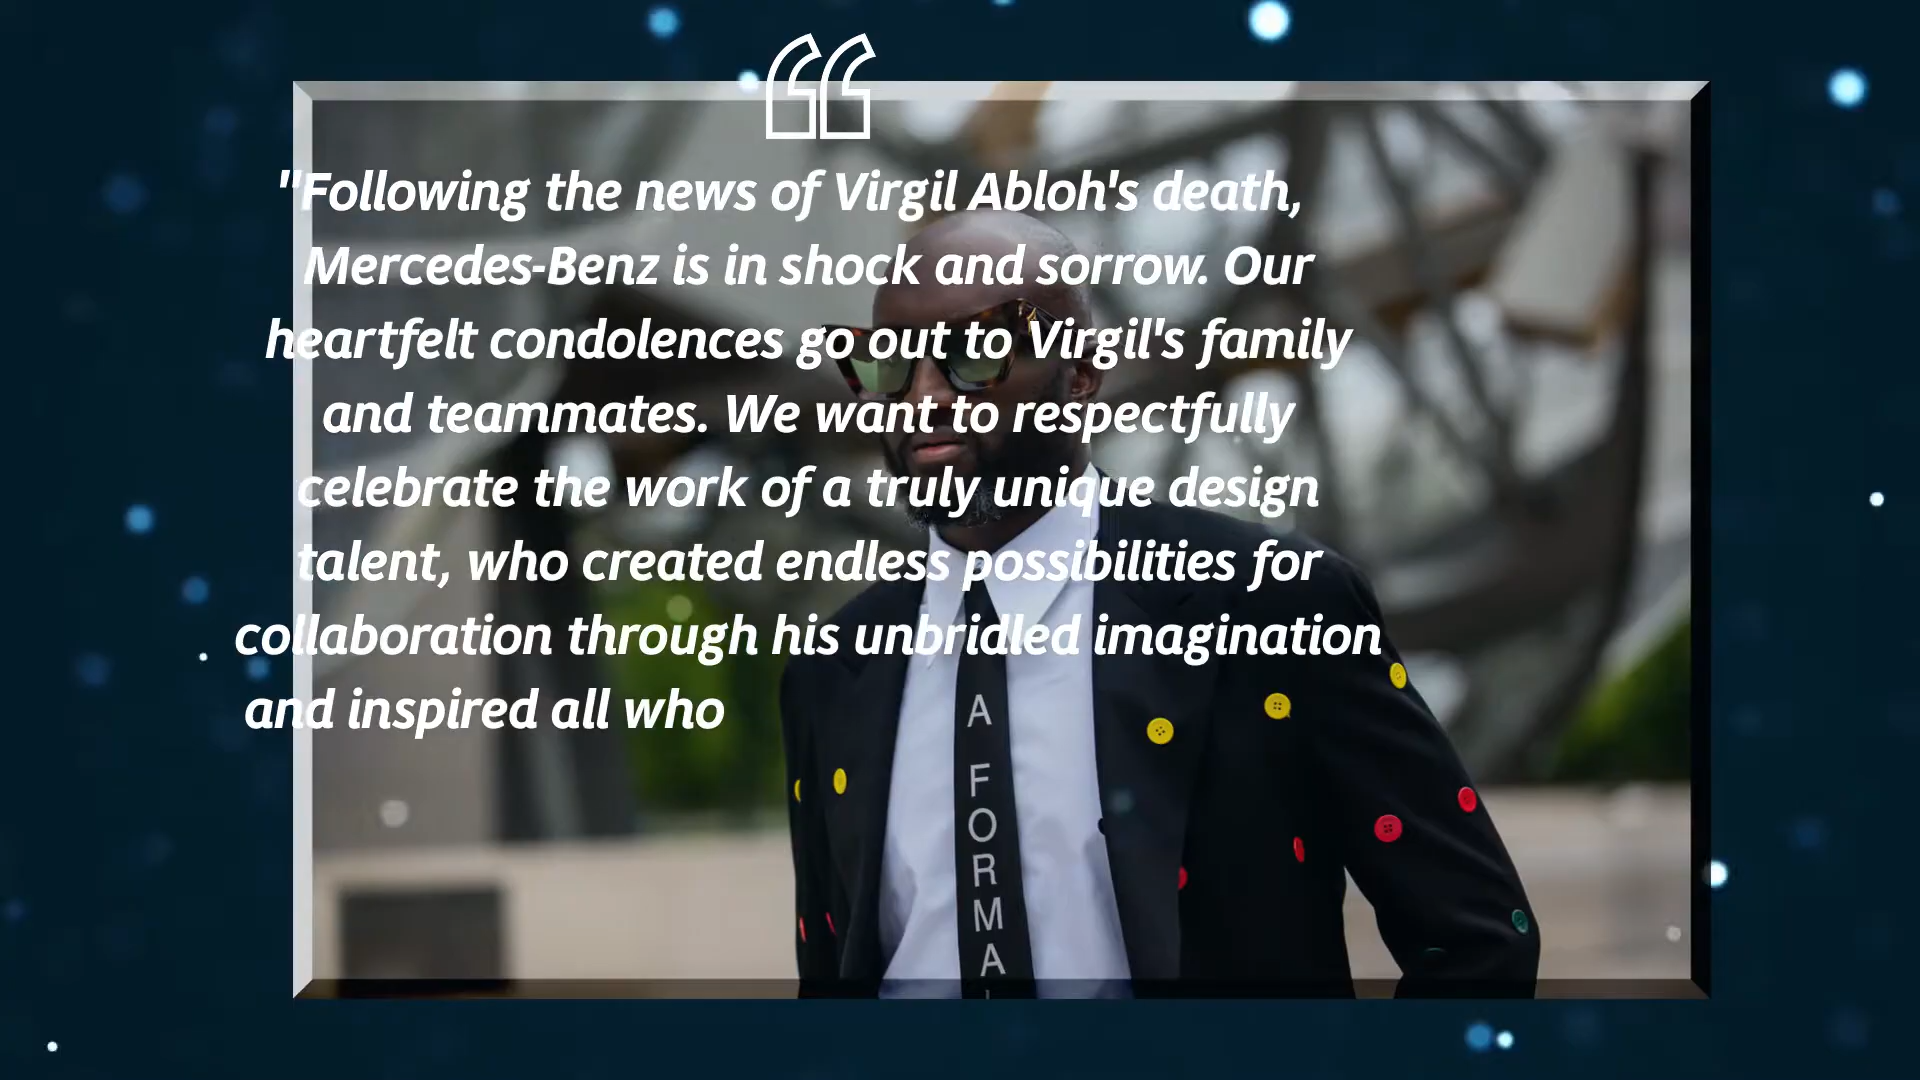 "Following the news of Virgil Abloh's death,
Mercedes-Benz is in shock and sorrow. Our
heartfelt condolences go out to Virgil's family
and teammates. We want to respectfully
celebrate the work of a truly unique design
talent, who created endless possibilities for
collaboration through his unbridled imagination
and inspired all who
A FORMA